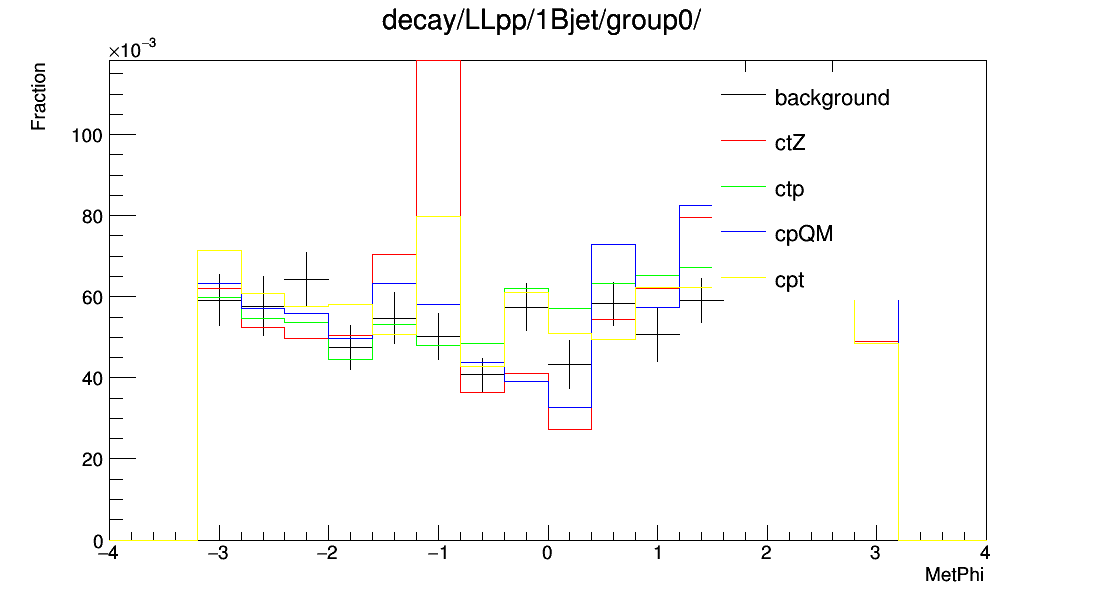 decay/LLpp/1Bjet/group0/
×10⁻³
Fraction
background
ctZ
ctp
cpQM
cpt
100
80
60
40
20
0
−4 −3 −2 −1 0 1 2 3 4
MetPhi